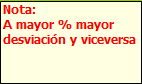 Nota:
A mayor % mayor
desviación y viceversa